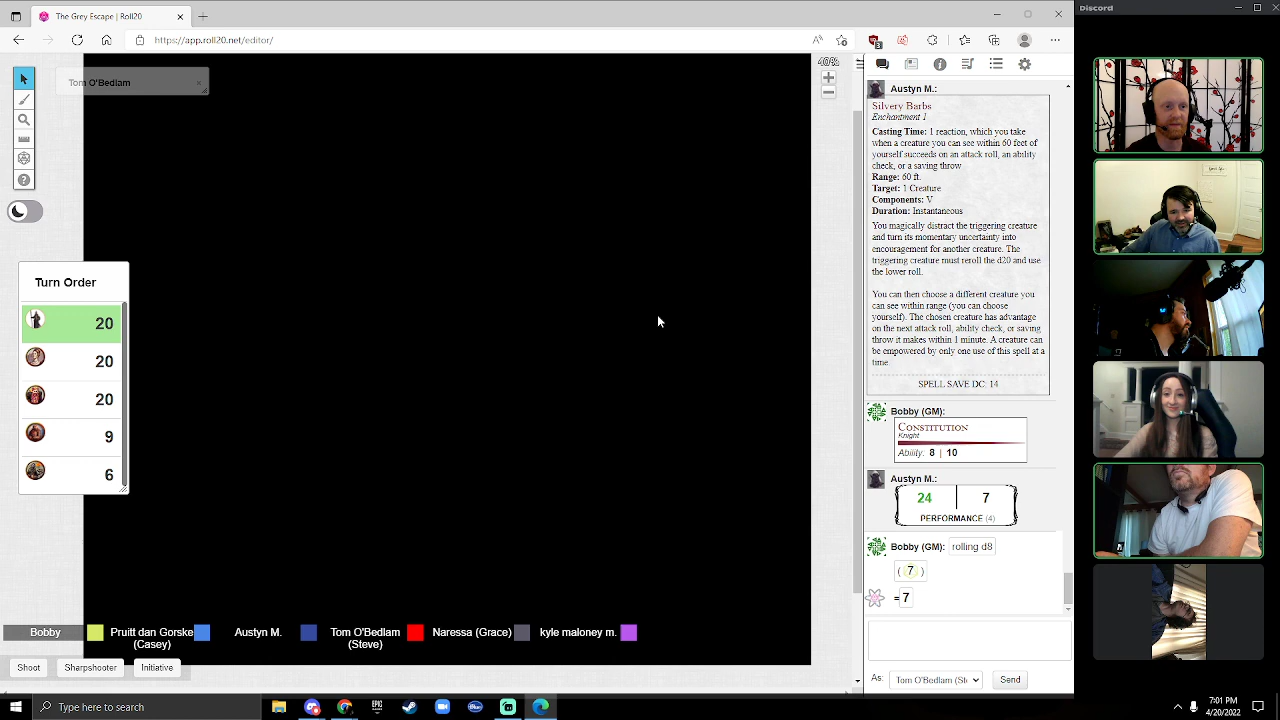 The Grey Escape | Roll20
https://app.roll20.net/editor/
Discord
Tom O'Bedlam
40%
Turn Order
20
20
20
9
6
Austyn M.:
Silvery Barbs
Enchantment 1
Casting Time: 1 reaction, which you take
when a creature you can see within 60 feet of
yourself succeeds on an attack roll, an ability
check, or a saving throw
Range: 60 ft.
Target: 1 Creature
Components: V
Duration: Instantaneous
You magically distract the triggering creature
and turn its momentary uncertainty into
encouragement for another creature. The
triggering creature must reroll the d20 and use
the lower roll.
You can then choose a different creature you
can see within range (you can choose
yourself). The chosen creature has advantage
on the next attack roll, ability check, or saving
throw it makes within 1 minute. A creature can
be empowered by only one use of this spell at a
time.
SPELL SAVE DC: 14
Bobby (GM):
CONSTITUTION
Knight
Ability: 8 | 10
Austyn M.:
24 | 7
PERFORMANCE (4)
Bobby (GM): rolling d8
( 7 )
=7
Bobby
Pruitt dan Gorske
(Casey)
Austyn M.
Tom O'Bedlam
(Steve)
Naressa (Grace)
kyle maloney m.
Shoot
Sharpshooter
Initiative
As:
Tom O'Bedlam (St
Send
Type here to search
EPIC
7:01 PM
4/20/2022